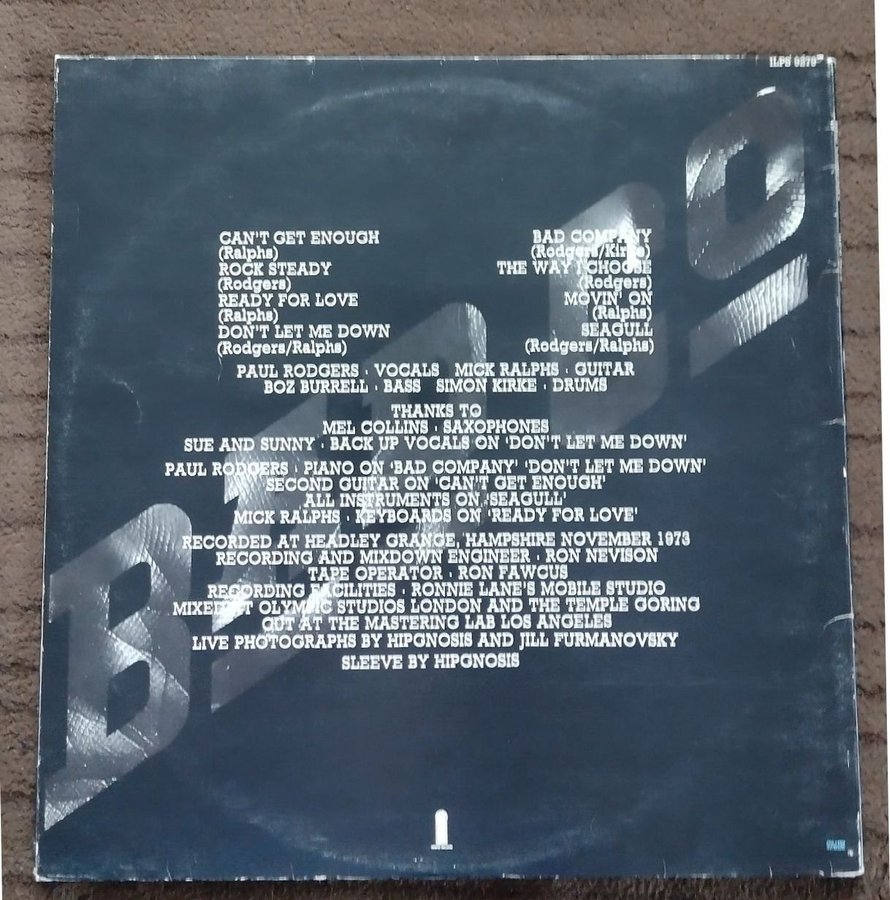 ILPS 9279
CAN'T GET ENOUGH
(Ralphs)
ROCK STEADY
(Rodgers)
READY FOR LOVE
(Ralphs)
DON'T LET ME DOWN
(Rodgers/Ralphs)
BAD COMPANY
(Rodgers/Kirke)
THE WAY I CHOOSE
(Rodgers)
MOVIN' ON
(Ralphs)
SEAGULL
(Rodgers/Ralphs)
PAUL RODGERS · VOCALS MICK RALPHS · GUITAR
BOZ BURRELL · BASS SIMON KIRKE · DRUMS
THANKS TO
MEL COLLINS · SAXOPHONES
SUE AND SUNNY · BACK UP VOCALS ON 'DON'T LET ME DOWN'
PAUL RODGERS · PIANO ON 'BAD COMPANY' 'DON'T LET ME DOWN'
SECOND GUITAR ON 'CAN'T GET ENOUGH'
ALL INSTRUMENTS ON 'SEAGULL'
MICK RALPHS · KEYBOARDS ON 'READY FOR LOVE'
RECORDED AT HEADLEY GRANGE, HAMPSHIRE NOVEMBER 1973
RECORDING AND MIXDOWN ENGINEER · RON NEVISON
TAPE OPERATOR · RON FAWCUS
RECORDING FACILITIES · RONNIE LANE'S MOBILE STUDIO
MIXED AT OLYMPIC STUDIOS LONDON AND THE TEMPLE GORING
CUT AT THE MASTERING LAB LOS ANGELES
LIVE PHOTOGRAPHS BY HIPGNOSIS AND JILL FURMANOVSKY
SLEEVE BY HIPGNOSIS
BAD CO